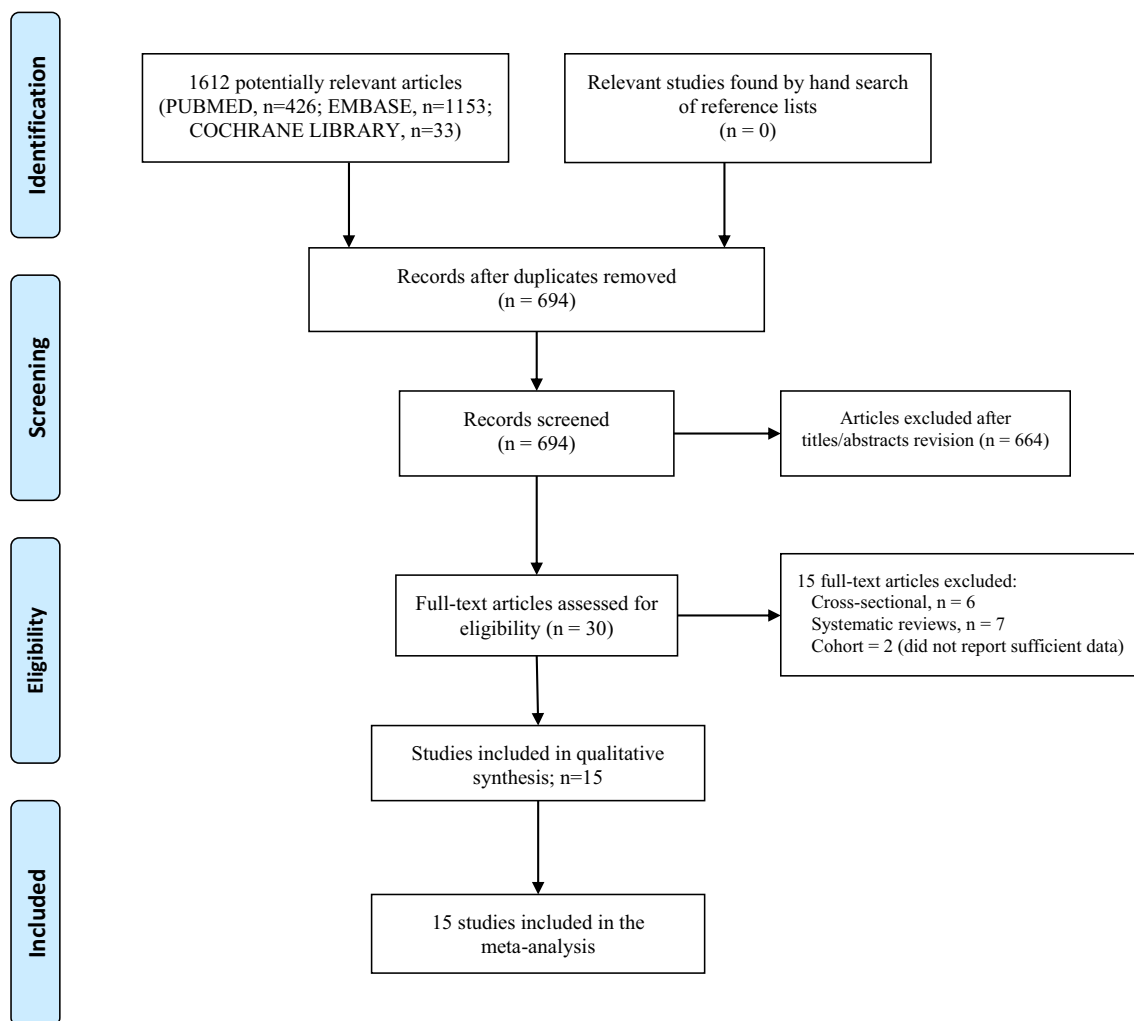 Identification
1612 potentially relevant articles
(PUBMED, n=426; EMBASE, n=1153;
COCHRANE LIBRARY, n=33)
Relevant studies found by hand search
of reference lists
(n = 0)
Screening
Records after duplicates removed
(n = 694)
Records screened
(n = 694)
Articles excluded after
titles/abstracts revision (n = 664)
Eligibility
Full-text articles assessed for
eligibility (n = 30)
15 full-text articles excluded:
Cross-sectional, n = 6
Systematic reviews, n = 7
Cohort = 2 (did not report sufficient data)
Studies included in qualitative
synthesis; n=15
Included
15 studies included in the
meta-analysis